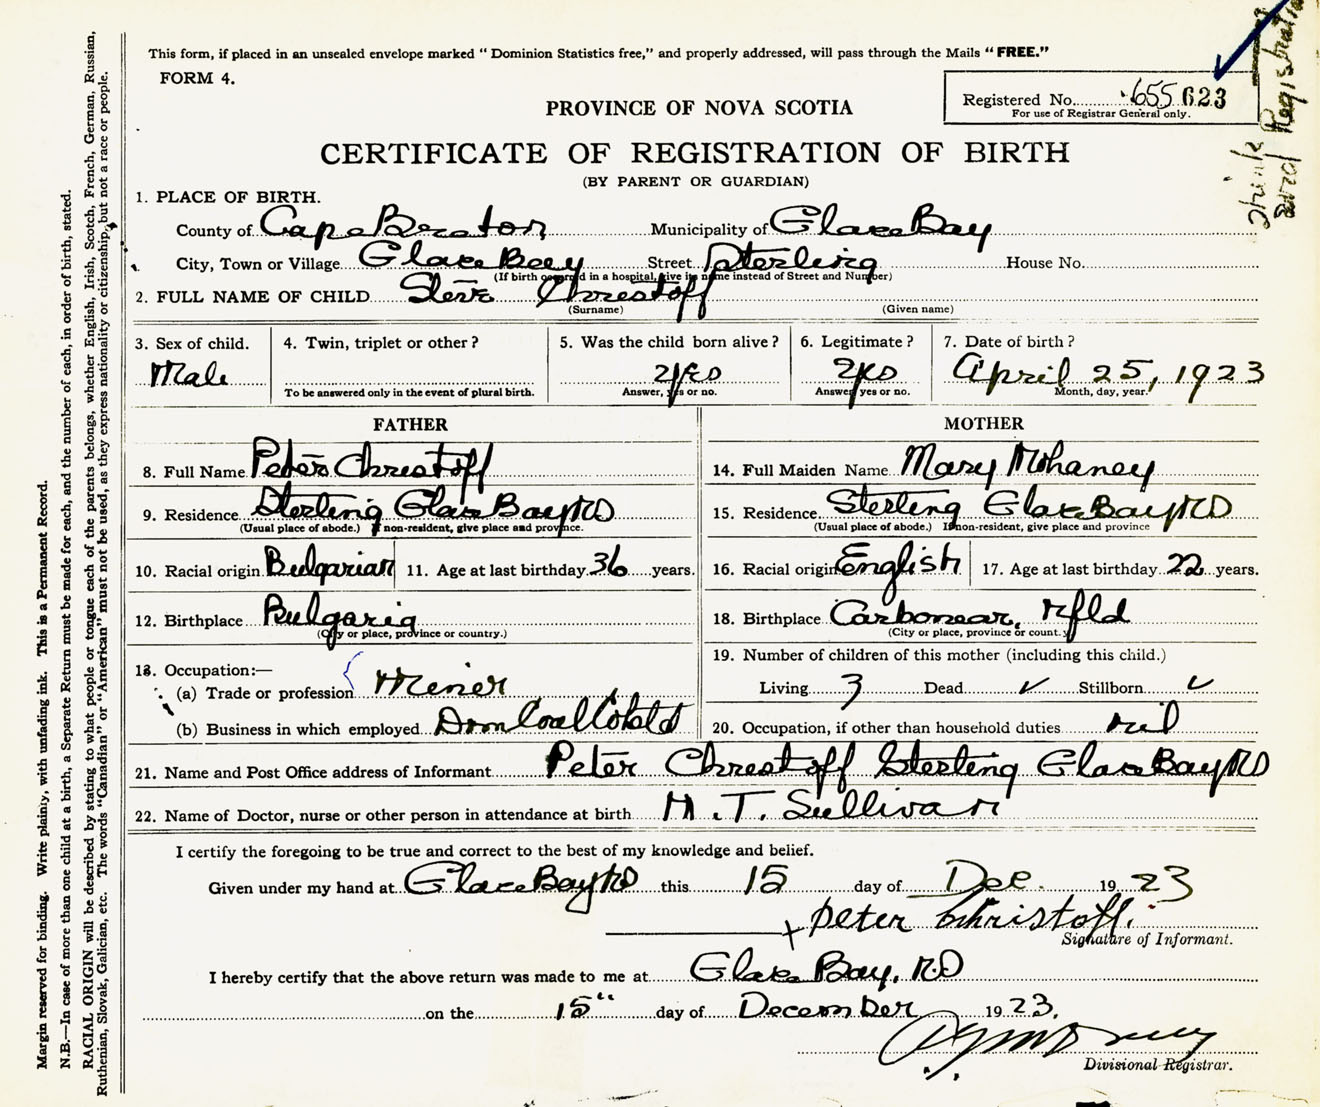 This form, if placed in an unsealed envelope marked “ Dominion Statistics free,” and properly addressed, will pass through the Mails “ FREE.”
FORM 4.
Registered No. 655 623
For use of Registrar General only.
PROVINCE OF NOVA SCOTIA
CERTIFICATE OF REGISTRATION OF BIRTH
(BY PARENT OR GUARDIAN)
1. PLACE OF BIRTH.
County of Cape Breton Municipality of Glace Bay
City, Town or Village Glace Bay Street Sterling House No.
(If birth occurred in a hospital, give its name instead of Street and Number)
2. FULL NAME OF CHILD Steve Chrestoff
(Surname) (Given name)
3. Sex of child. 4. Twin, triplet or other ? 5. Was the child born alive ? 6. Legitimate ? 7. Date of birth ?
Male yes yes April 25, 1923
To be answered only in the event of plural birth. Answer, yes or no. Answer yes or no. Month, day, year.
FATHER MOTHER
8. Full Name Peter Chrestoff 14. Full Maiden Name Mary Mohaney
9. Residence Sterling Glace Bay RD 15. Residence Sterling Glace Bay RD
(Usual place of abode.) If non-resident, give place and province. (Usual place of abode.) If non-resident, give place and province
10. Racial origin Bulgarian 11. Age at last birthday 36 years. 16. Racial origin English 17. Age at last birthday 22 years.
12. Birthplace Bulgaria 18. Birthplace Carbonear, Nfld
(City or place, province or country.) (City or place, province or count.y)
13. Occupation:— 19. Number of children of this mother (including this child.)
(a) Trade or profession Miner Living 3 Dead ✓ Stillborn ✓
(b) Business in which employed Dom Coal Co Ltd 20. Occupation, if other than household duties nil
21. Name and Post Office address of Informant Peter Chrestoff Sterling Glace Bay RD
22. Name of Doctor, nurse or other person in attendance at birth M. T. Sullivan
I certify the foregoing to be true and correct to the best of my knowledge and belief.
Given under my hand at Glace Bay RD this 15 day of Dec. 19 23
x Peter Christoff.
Signature of Informant.
I hereby certify that the above return was made to me at Glace Bay, R.D
on the 15" day of December 19 23.
Divisional Registrar.
Margin reserved for binding. Write plainly, with unfading ink. This is a Permanent Record.
N.B.—In case of more than one child at a birth, a Separate Return must be made for each, and the number of each, in order of birth, stated.
RACIAL ORIGIN will be described by stating to what people or tongue each of the parents belongs, whether English, Irish, Scotch, French, German, Russian,
Ruthenian, Slovak, Galician, etc. The words “Canadian” or “American” must not be used, as they express nationality or citizenship, but not a race or people.